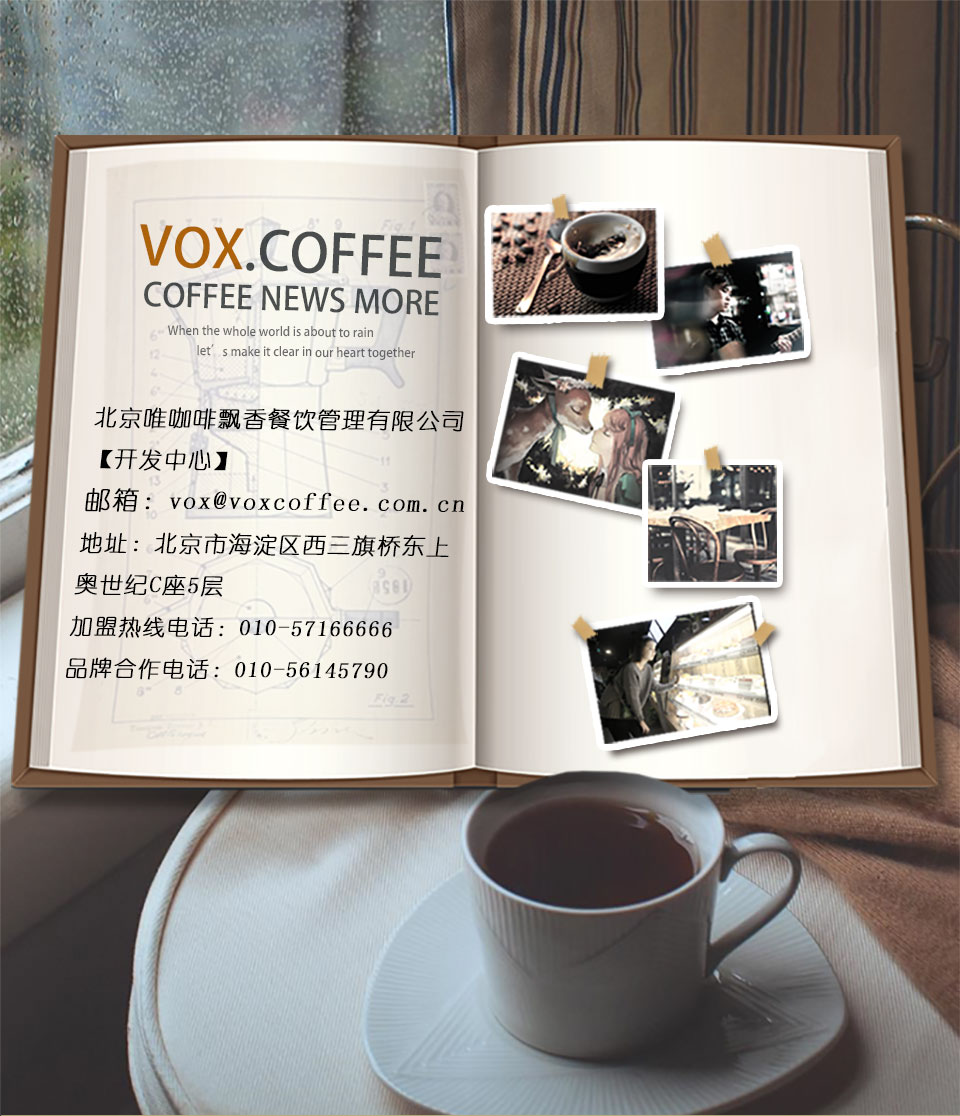 VOX.COFFEE
COFFEE NEWS MORE
When the whole world is about to rain
let′ s make it clear in our heart together
北京唯咖啡飘香餐饮管理有限公司
【开发中心】
邮箱：vox@voxcoffee.com.cn
地址：北京市海淀区西三旗桥东上
奥世纪C座5层
加盟热线电话：010-57166666
品牌合作电话：010-56145790
Fig.1
Fig.2